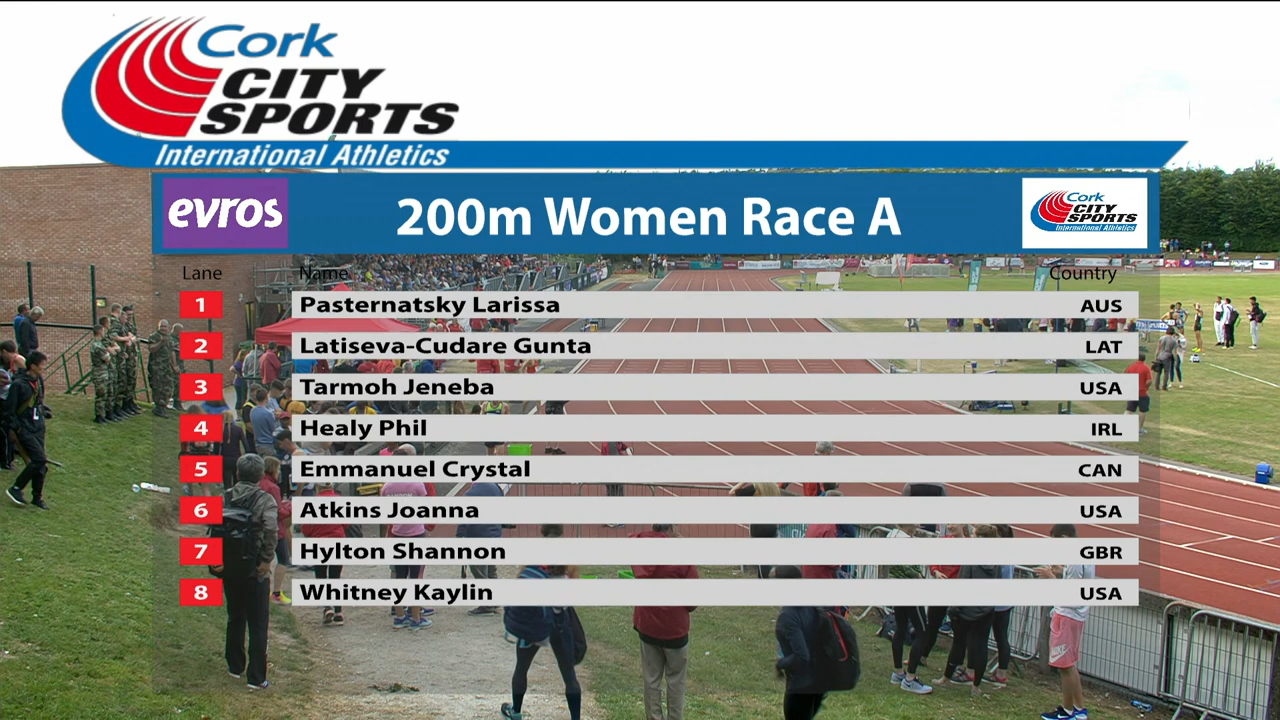 Cork
CITY
SPORTS
International Athletics
evros
200m Women Race A
Cork
CITY
SPORTS
International Athletics
Lane Name Country
1 Pasternatsky Larissa AUS
2 Latiseva-Cudare Gunta LAT
3 Tarmoh Jeneba USA
4 Healy Phil IRL
5 Emmanuel Crystal CAN
6 Atkins Joanna USA
7 Hylton Shannon GBR
8 Whitney Kaylin USA